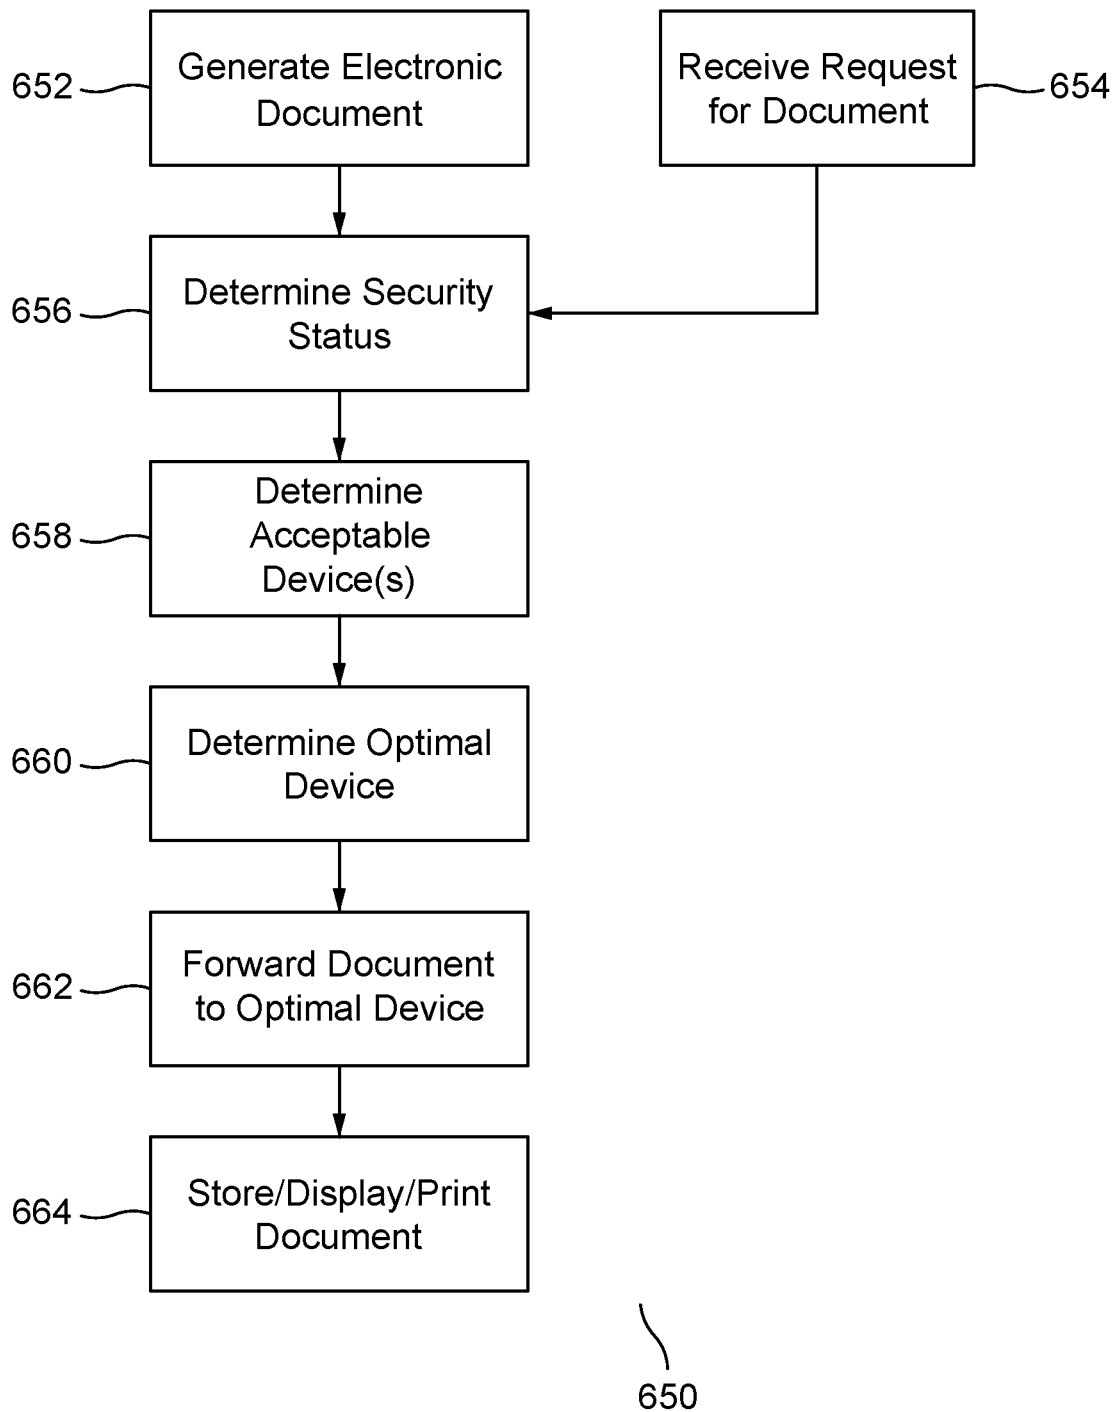 Generate Electronic
Document
652
Receive Request
for Document
654
Determine Security
Status
656
Determine
Acceptable
Device(s)
658
Determine Optimal
Device
660
Forward Document
to Optimal Device
662
Store/Display/Print
Document
664
650